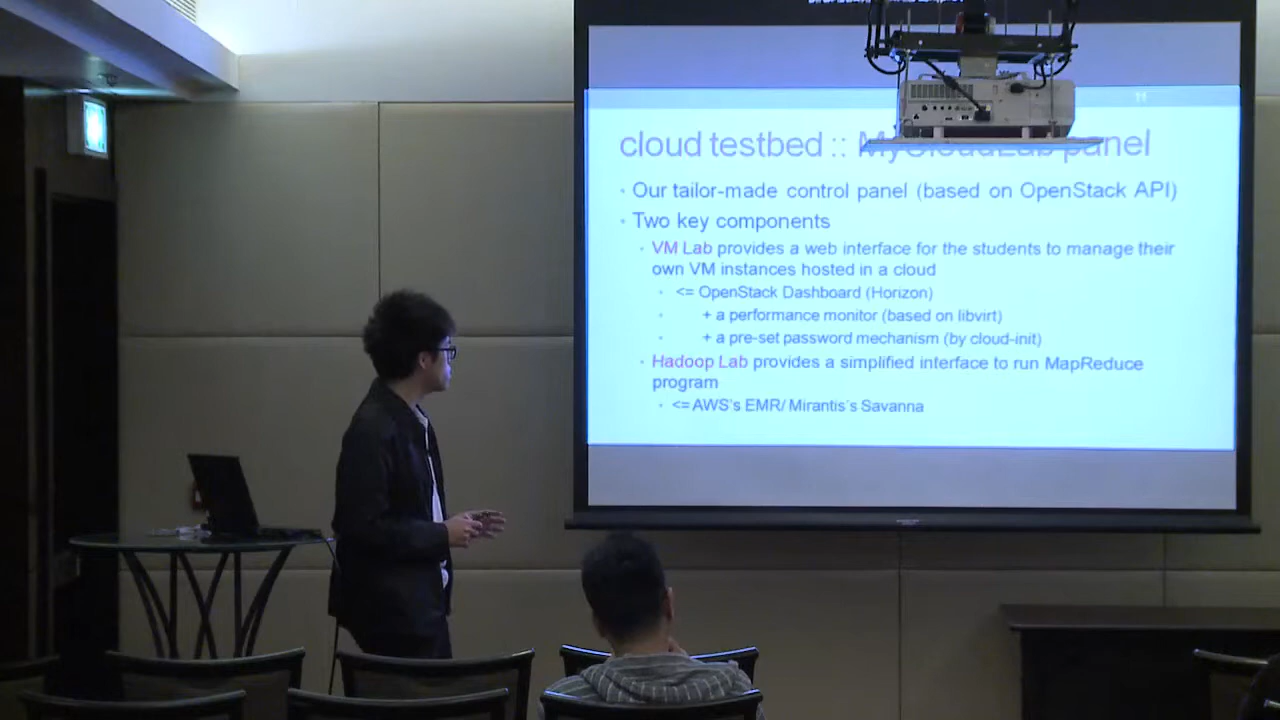 11
cloud testbed :: MyCloudLab panel
• Our tailor-made control panel (based on OpenStack API)
• Two key components
• VM Lab provides a web interface for the students to manage their
own VM instances hosted in a cloud
• <= OpenStack Dashboard (Horizon)
• + a performance monitor (based on libvirt)
• + a pre-set password mechanism (by cloud-init)
• Hadoop Lab provides a simplified interface to run MapReduce
program
• <= AWS's EMR/ Mirantis's Savanna